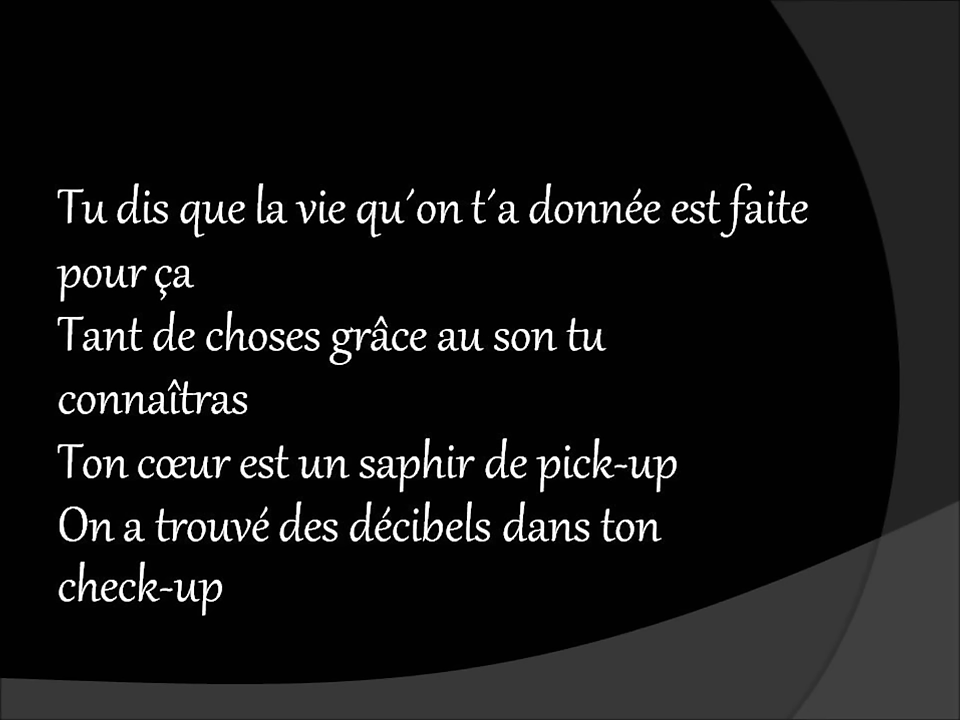 Tu dis que la vie qu´on t´a donnée est faite
pour ça
Tant de choses grâce au son tu
connaîtras
Ton cœur est un saphir de pick-up
On a trouvé des décibels dans ton
check-up